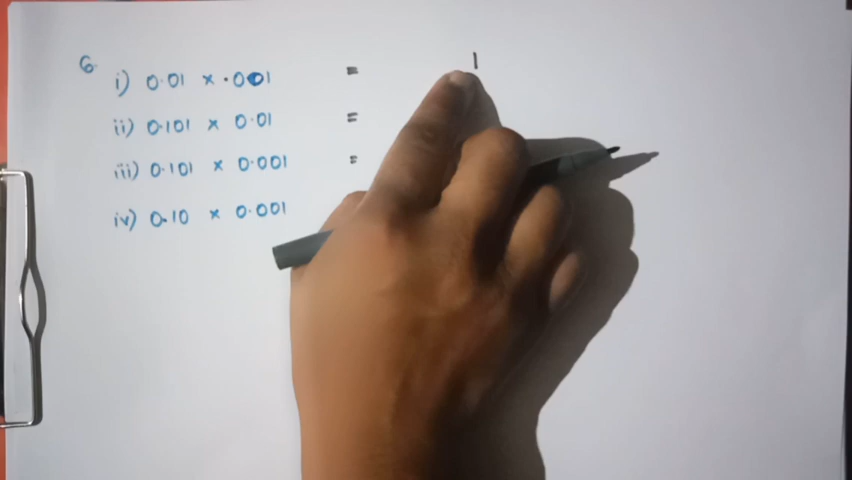 6.
i) 0.01 × .001 = 1
ii) 0.101 × 0.01 =
iii) 0.101 × 0.001 =
iv) 0.10 × 0.001